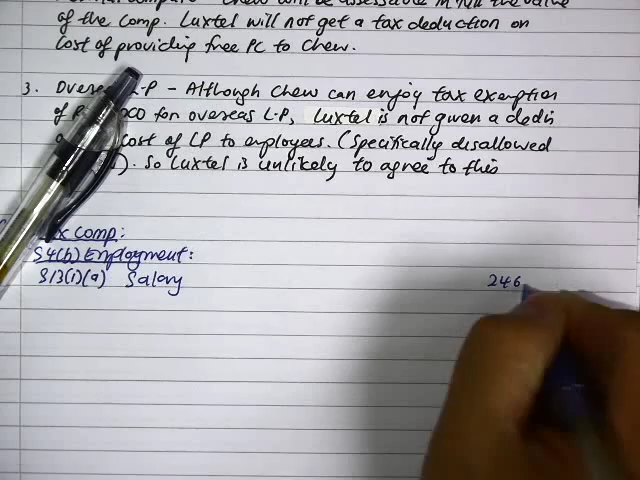 of the comp. Luxtel will not get a tax deduction on
cost of providing free PC to Chew.
3. Overse L-P - Although Chew can enjoy tax exemption
of for overseas L-P, Luxtel is not given a dedn
cost of LP to employees. (Specifically disallowed
). So Luxtel is unlikely to agree to this
x Comp:
S4(b) Employment:
S13(1)(a) Salary 246